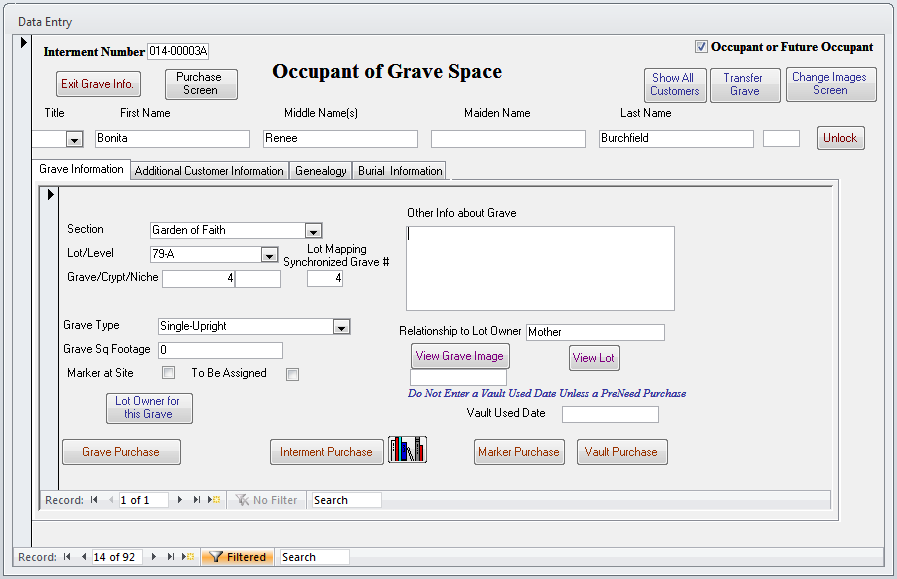 Data Entry
Interment Number 014-00003A
Occupant or Future Occupant
Exit Grave Info.
Purchase Screen
Occupant of Grave Space
Show All Customers
Transfer Grave
Change Images Screen
Title First Name Middle Name(s) Maiden Name Last Name
Bonita Renee Burchfield Unlock
Grave Information Additional Customer Information Genealogy Burial Information
Other Info about Grave
Section Garden of Faith
Lot/Level 79-A
Lot Mapping
Synchronized Grave #
Grave/Crypt/Niche 4 4
Grave Type Single-Upright
Relationship to Lot Owner Mother
Grave Sq Footage 0
View Grave Image View Lot
Marker at Site To Be Assigned
Do Not Enter a Vault Used Date Unless a PreNeed Purchase
Lot Owner for
this Grave
Vault Used Date
Grave Purchase Interment Purchase Marker Purchase Vault Purchase
Record: 1 of 1 No Filter Search
Record: 14 of 92 Filtered Search